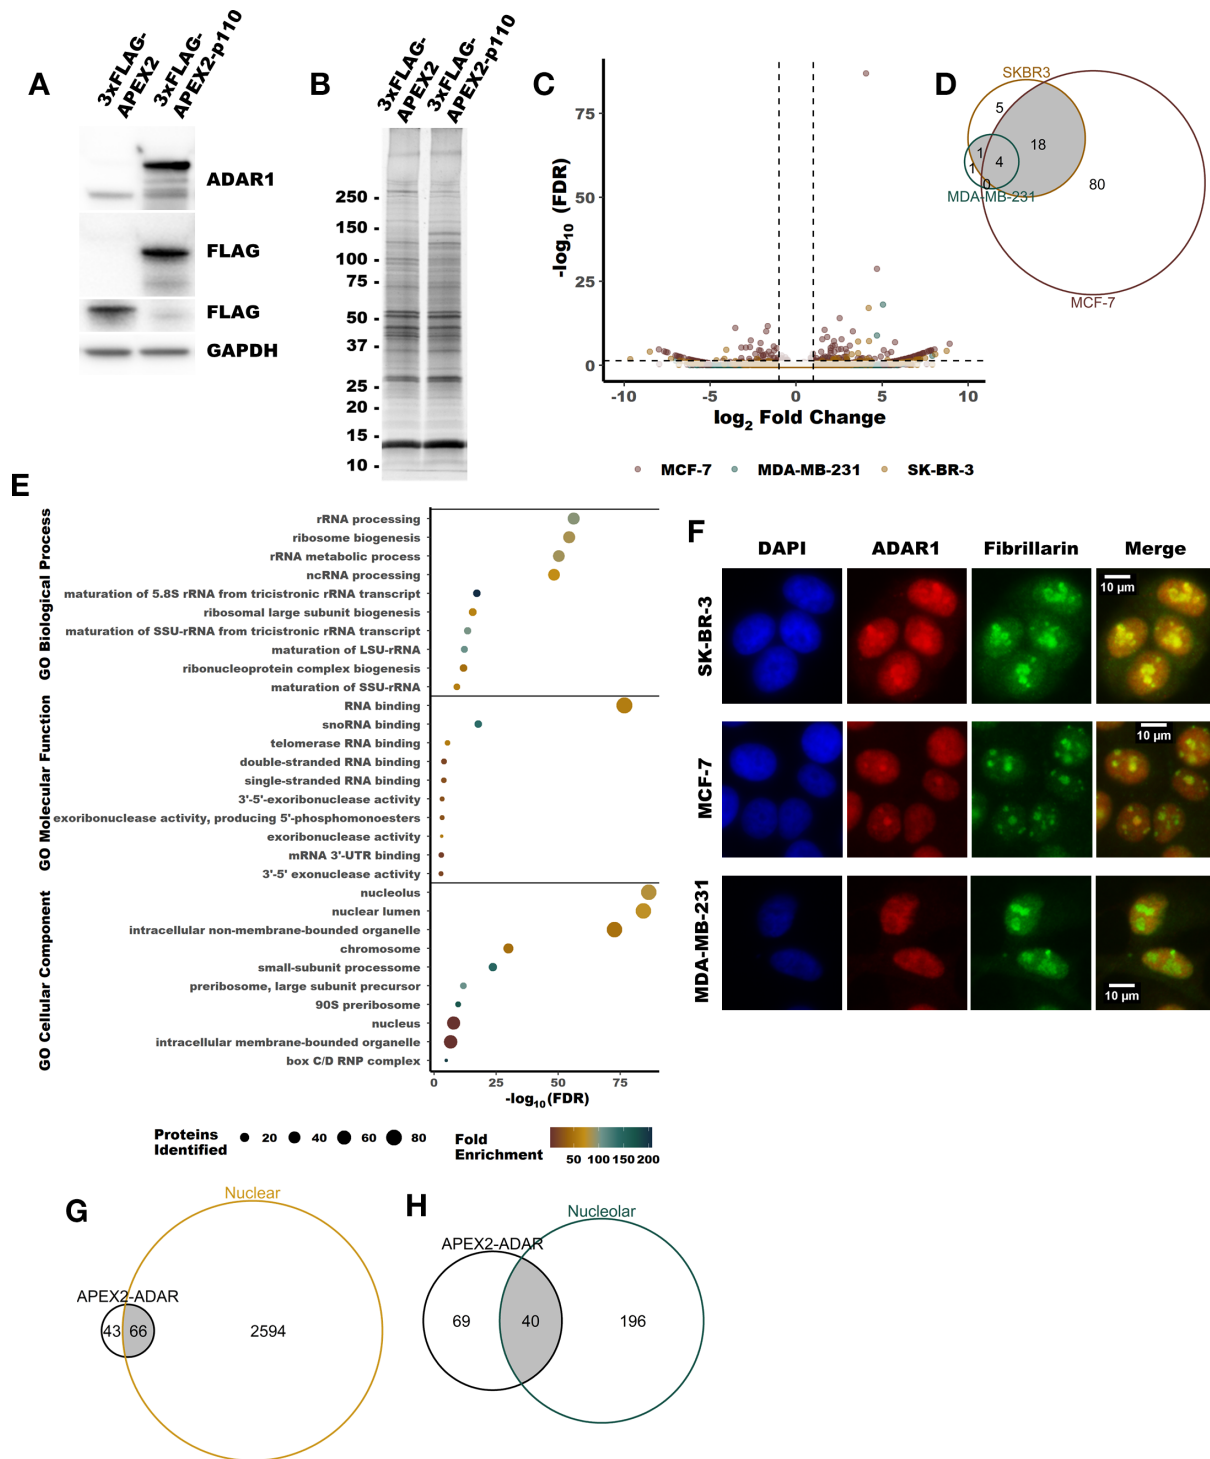 A
3xFLAG-
APEX2
3xFLAG-
APEX2-p110
ADAR1
FLAG
FLAG
GAPDH
B
3xFLAG-
APEX2
3xFLAG-
APEX2-p110
250 -
150 -
100 -
75 -
50 -
37 -
25 -
20 -
15 -
10 -
C
-log10 (FDR)
75
50
25
0
-10
-5
0
5
10
log2 Fold Change
MCF-7
MDA-MB-231
SK-BR-3
D
SKBR3
5
18
1
4
1
0
80
MDA-MB-231
MCF-7
E
GO Biological Process
rRNA processing
ribosome biogenesis
rRNA metabolic process
ncRNA processing
maturation of 5.8S rRNA from tricistronic rRNA transcript
ribosomal large subunit biogenesis
maturation of SSU-rRNA from tricistronic rRNA transcript
maturation of LSU-rRNA
ribonucleoprotein complex biogenesis
maturation of SSU-rRNA
GO Molecular Function
RNA binding
snoRNA binding
telomerase RNA binding
double-stranded RNA binding
single-stranded RNA binding
3'-5'-exoribonuclease activity
exoribonuclease activity, producing 5'-phosphomonoesters
exoribonuclease activity
mRNA 3'-UTR binding
3'-5' exonuclease activity
GO Cellular Component
nucleolus
nuclear lumen
intracellular non-membrane-bounded organelle
chromosome
small-subunit processome
preribosome, large subunit precursor
90S preribosome
nucleus
intracellular membrane-bounded organelle
box C/D RNP complex
0
25
50
75
-log10(FDR)
Proteins
Identified
20
40
60
80
Fold
Enrichment
50 100 150 200
F
DAPI
ADAR1
Fibrillarin
Merge
SK-BR-3
10 µm
MCF-7
10 µm
MDA-MB-231
10 µm
G
Nuclear
APEX2-ADAR
43
66
2594
H
Nucleolar
APEX2-ADAR
69
40
196